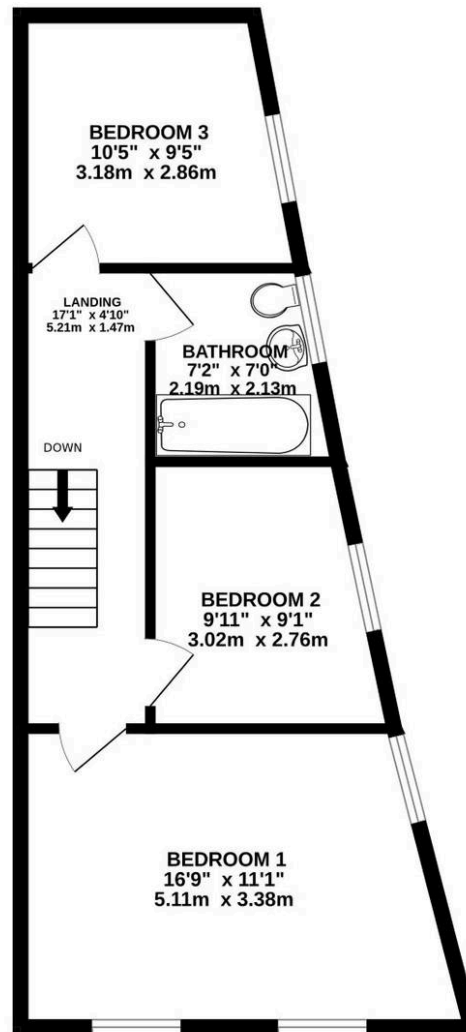 BEDROOM 3
10'5" x 9'5"
3.18m x 2.86m
LANDING
17'1" x 4'10"
5.21m x 1.47m
BATHROOM
7'2" x 7'0"
2.19m x 2.13m
DOWN
BEDROOM 2
9'11" x 9'1"
3.02m x 2.76m
BEDROOM 1
16'9" x 11'1"
5.11m x 3.38m